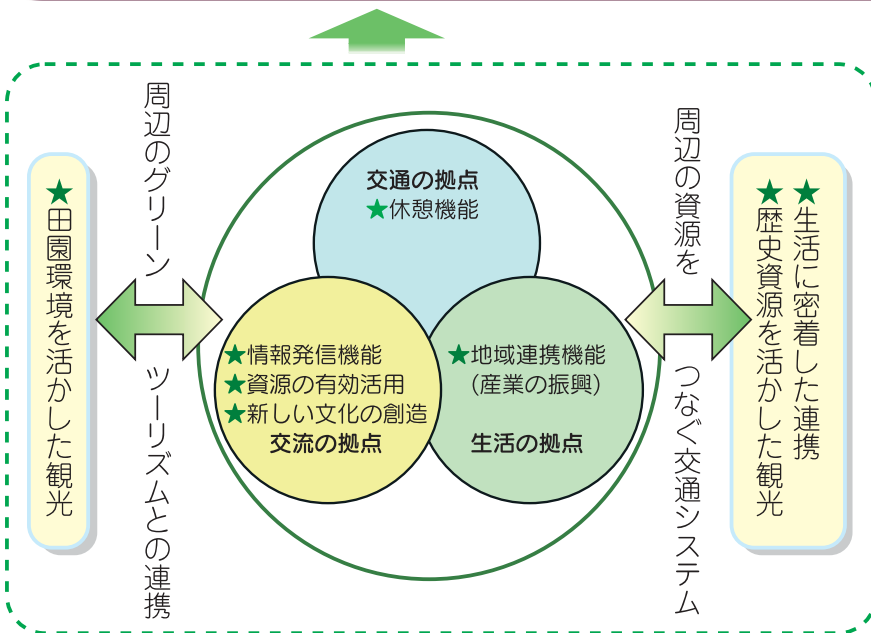 交通の拠点
★休憩機能
★情報発信機能
★資源の有効活用
★新しい文化の創造
交流の拠点
★地域連携機能
(産業の振興)
生活の拠点
周辺のグリーン
ツーリズムとの連携
★田園環境を活かした観光
周辺の資源を
つなぐ交通システム
★生活に密着した連携
★歴史資源を活かした観光